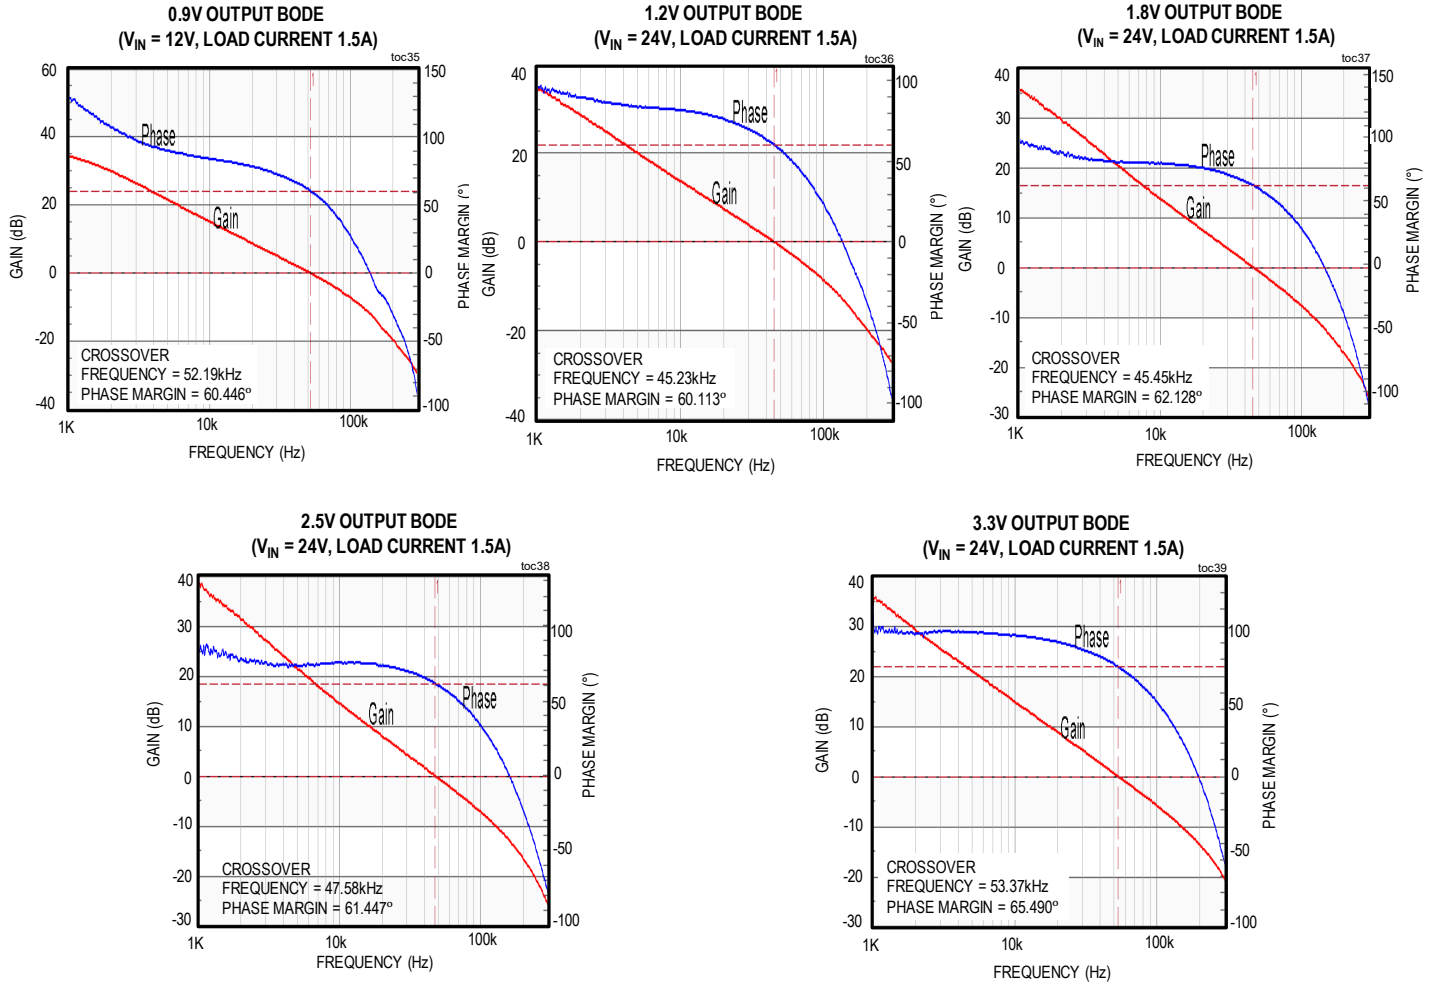 0.9V OUTPUT BODE
(VIN = 12V, LOAD CURRENT 1.5A)
toc35
60
40
20
0
-20
-40
150
100
50
0
-50
-100
GAIN (dB)
PHASE MARGIN (°)
Phase
Gain
CROSSOVER
FREQUENCY = 52.19kHz
PHASE MARGIN = 60.446º
1K
10k
100k
FREQUENCY (Hz)
1.2V OUTPUT BODE
(VIN = 24V, LOAD CURRENT 1.5A)
toc36
40
20
0
-20
-40
100
50
0
-50
-100
GAIN (dB)
PHASE MARGIN (°)
Phase
Gain
CROSSOVER
FREQUENCY = 45.23kHz
PHASE MARGIN = 60.113º
1K
10k
100k
FREQUENCY (Hz)
1.8V OUTPUT BODE
(VIN = 24V, LOAD CURRENT 1.5A)
toc37
40
30
20
10
0
-10
-20
-30
150
100
50
0
-50
-100
GAIN (dB)
PHASE MARGIN (°)
Phase
Gain
CROSSOVER
FREQUENCY = 45.45kHz
PHASE MARGIN = 62.128º
1K
10k
100k
FREQUENCY (Hz)
2.5V OUTPUT BODE
(VIN = 24V, LOAD CURRENT 1.5A)
toc38
40
30
20
10
0
-10
-20
-30
100
50
0
-50
-100
GAIN (dB)
PHASE MARGIN (°)
Phase
Gain
CROSSOVER
FREQUENCY = 47.58kHz
PHASE MARGIN = 61.447º
1K
10k
100k
FREQUENCY (Hz)
3.3V OUTPUT BODE
(VIN = 24V, LOAD CURRENT 1.5A)
toc39
40
30
20
10
0
-10
-20
-30
100
50
0
-50
-100
GAIN (dB)
PHASE MARGIN (°)
Phase
Gain
CROSSOVER
FREQUENCY = 53.37kHz
PHASE MARGIN = 65.490º
1K
10k
100k
FREQUENCY (Hz)